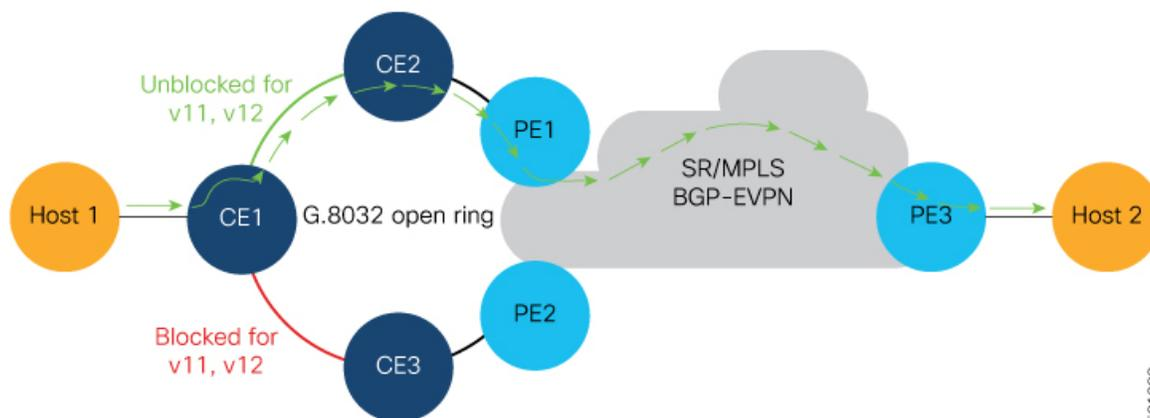 CE2
Unblocked for
v11, v12
PE1
SR/MPLS
BGP-EVPN
Host 1
CE1
G.8032 open ring
PE3
Host 2
PE2
Blocked for
v11, v12
CE3